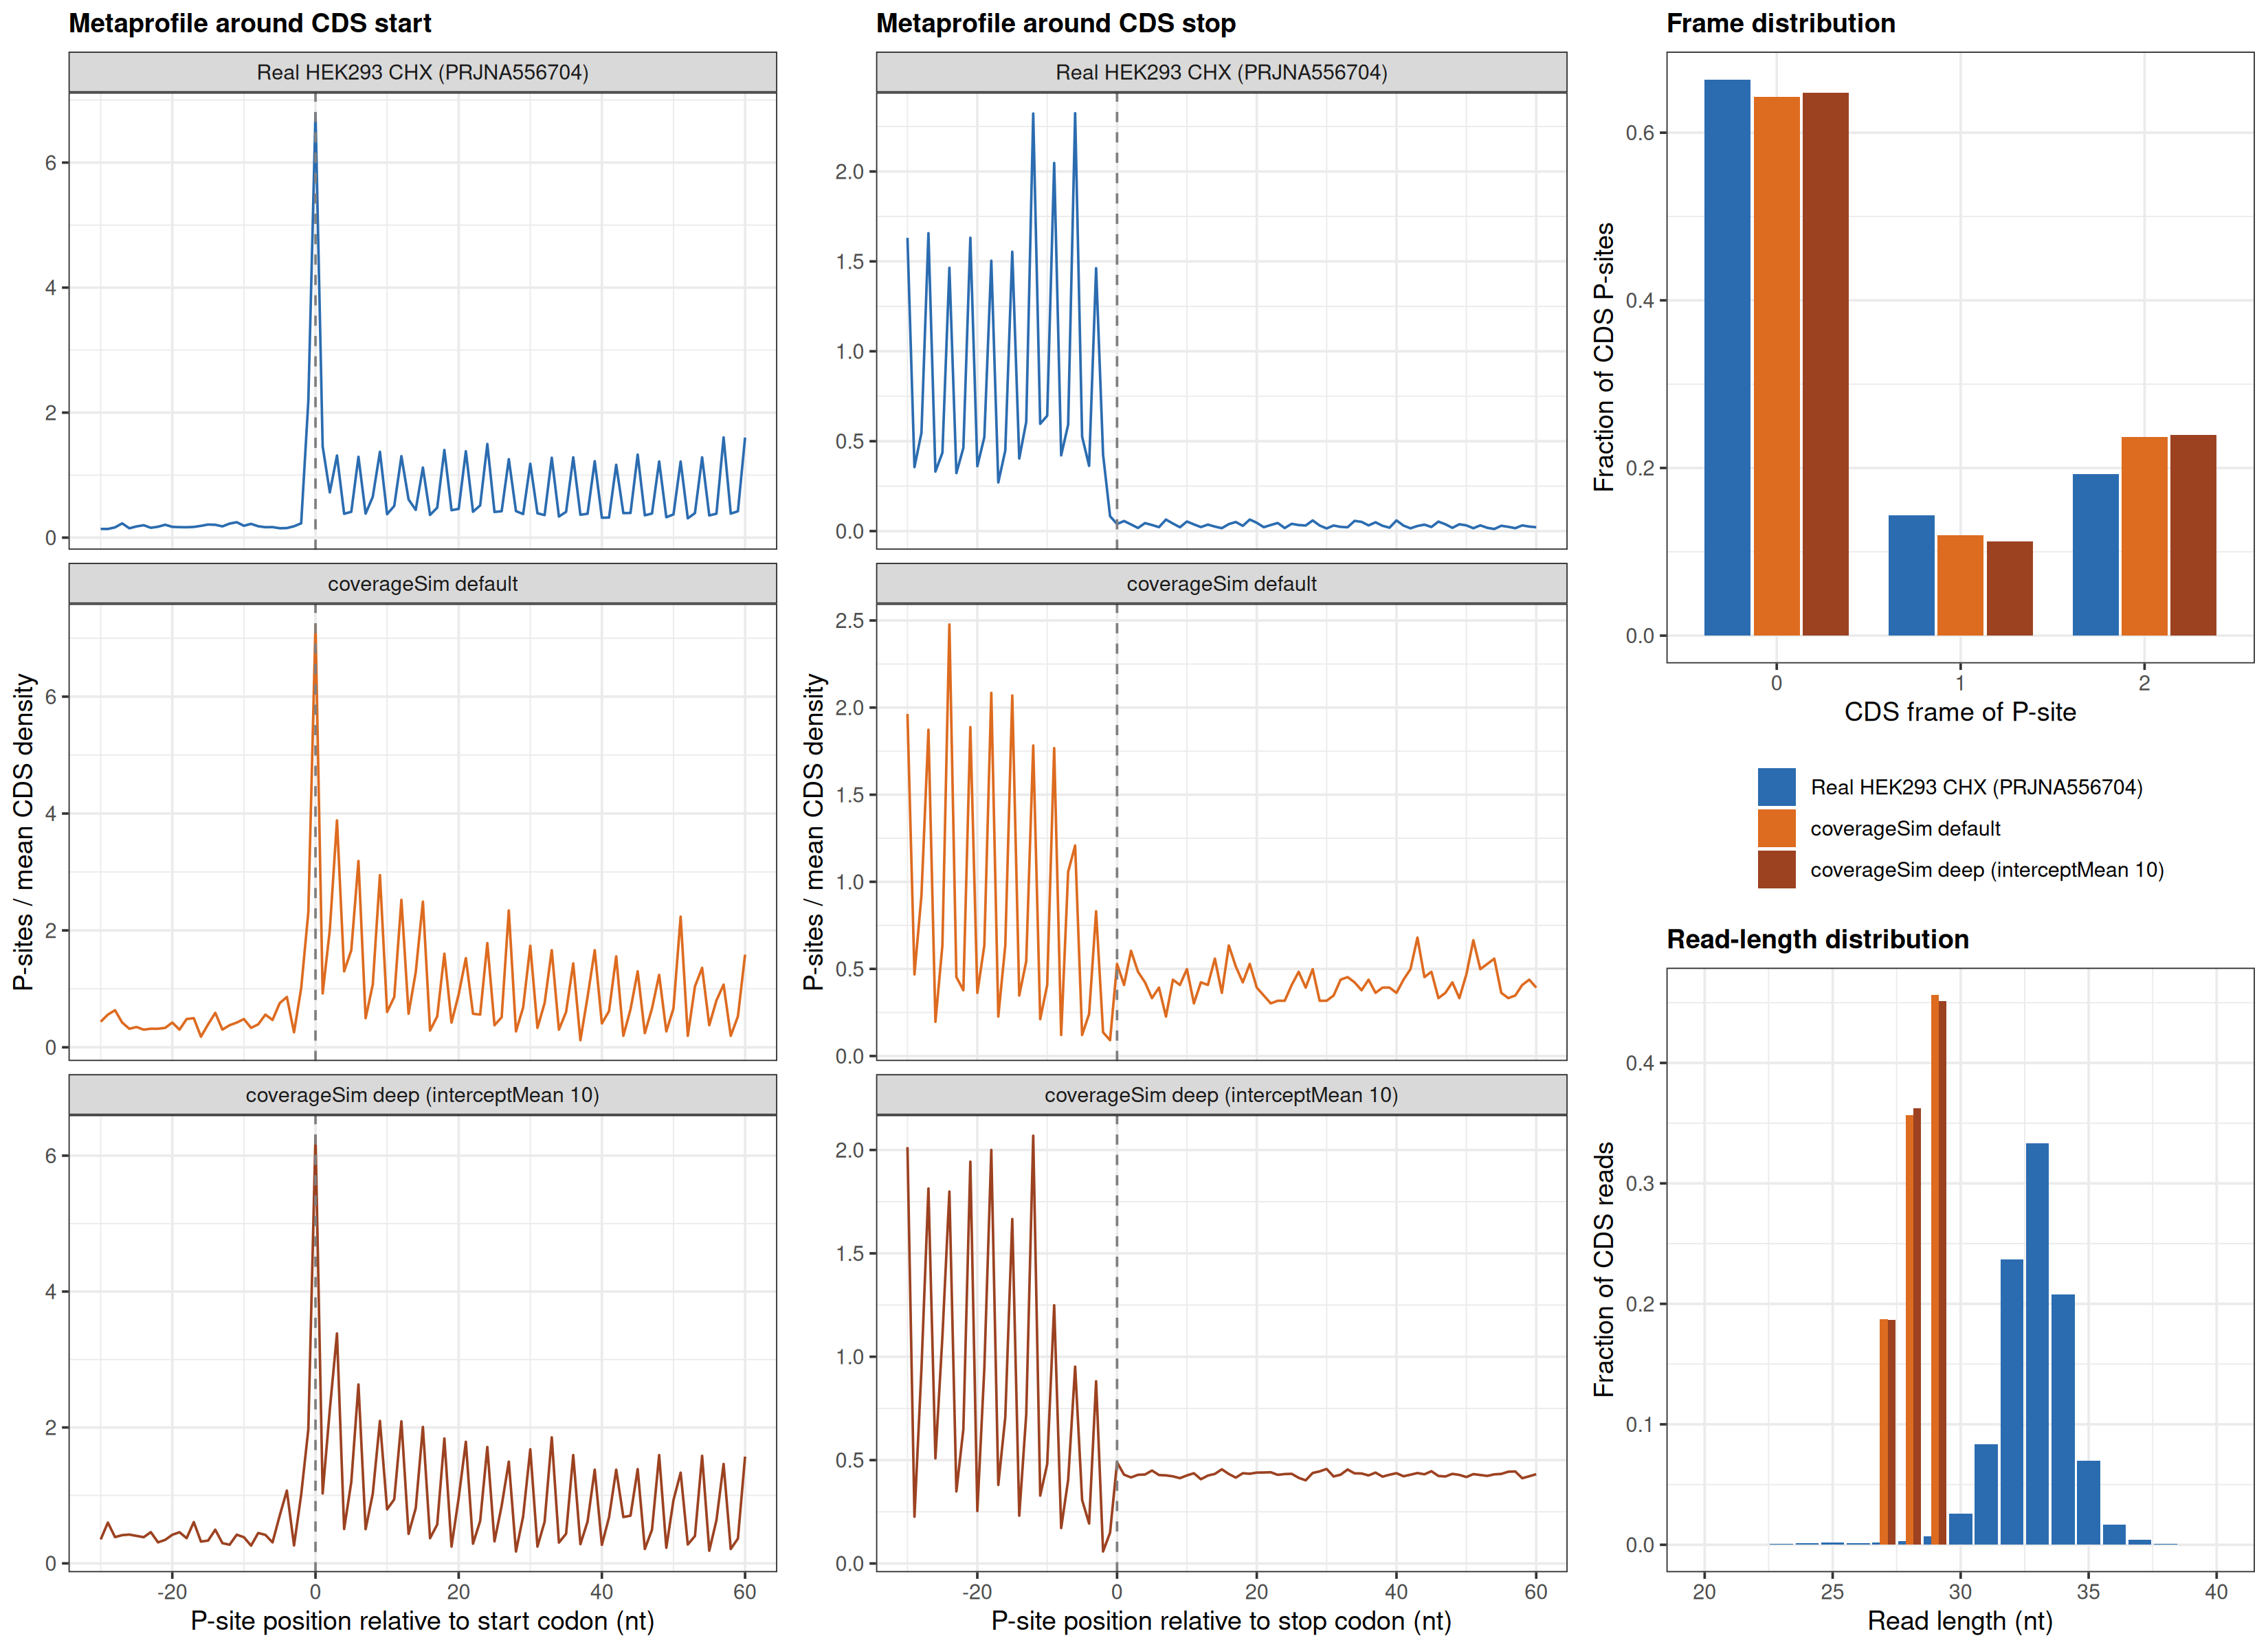 Metaprofile around CDS start
Real HEK293 CHX (PRJNA556704)
6
4
2
0
coverageSim default
6
4
2
0
coverageSim deep (interceptMean 10)
6
4
2
0
-20 0 20 40 60
P-site position relative to start codon (nt)
P-sites / mean CDS density
Metaprofile around CDS stop
Real HEK293 CHX (PRJNA556704)
2.0
1.5
1.0
0.5
0.0
coverageSim default
2.5
2.0
1.5
1.0
0.5
0.0
coverageSim deep (interceptMean 10)
2.0
1.5
1.0
0.5
0.0
-20 0 20 40 60
P-site position relative to stop codon (nt)
P-sites / mean CDS density
Frame distribution
0.6
0.4
0.2
0.0
0 1 2
CDS frame of P-site
Fraction of CDS P-sites
Real HEK293 CHX (PRJNA556704)
coverageSim default
coverageSim deep (interceptMean 10)
Read-length distribution
0.4
0.3
0.2
0.1
0.0
20 25 30 35 40
Read length (nt)
Fraction of CDS reads